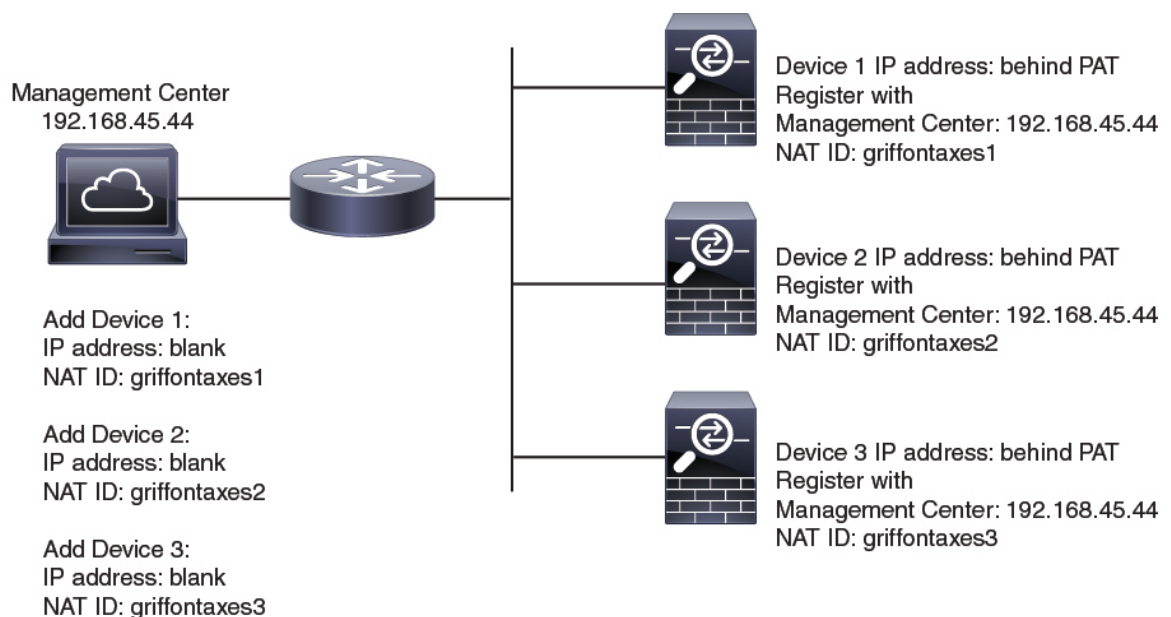 Management Center
192.168.45.44
Add Device 1:
IP address: blank
NAT ID: griffontaxes1
Add Device 2:
IP address: blank
NAT ID: griffontaxes2
Add Device 3:
IP address: blank
NAT ID: griffontaxes3
Device 1 IP address: behind PAT
Register with
Management Center: 192.168.45.44
NAT ID: griffontaxes1
Device 2 IP address: behind PAT
Register with
Management Center: 192.168.45.44
NAT ID: griffontaxes2
Device 3 IP address: behind PAT
Register with
Management Center: 192.168.45.44
NAT ID: griffontaxes3